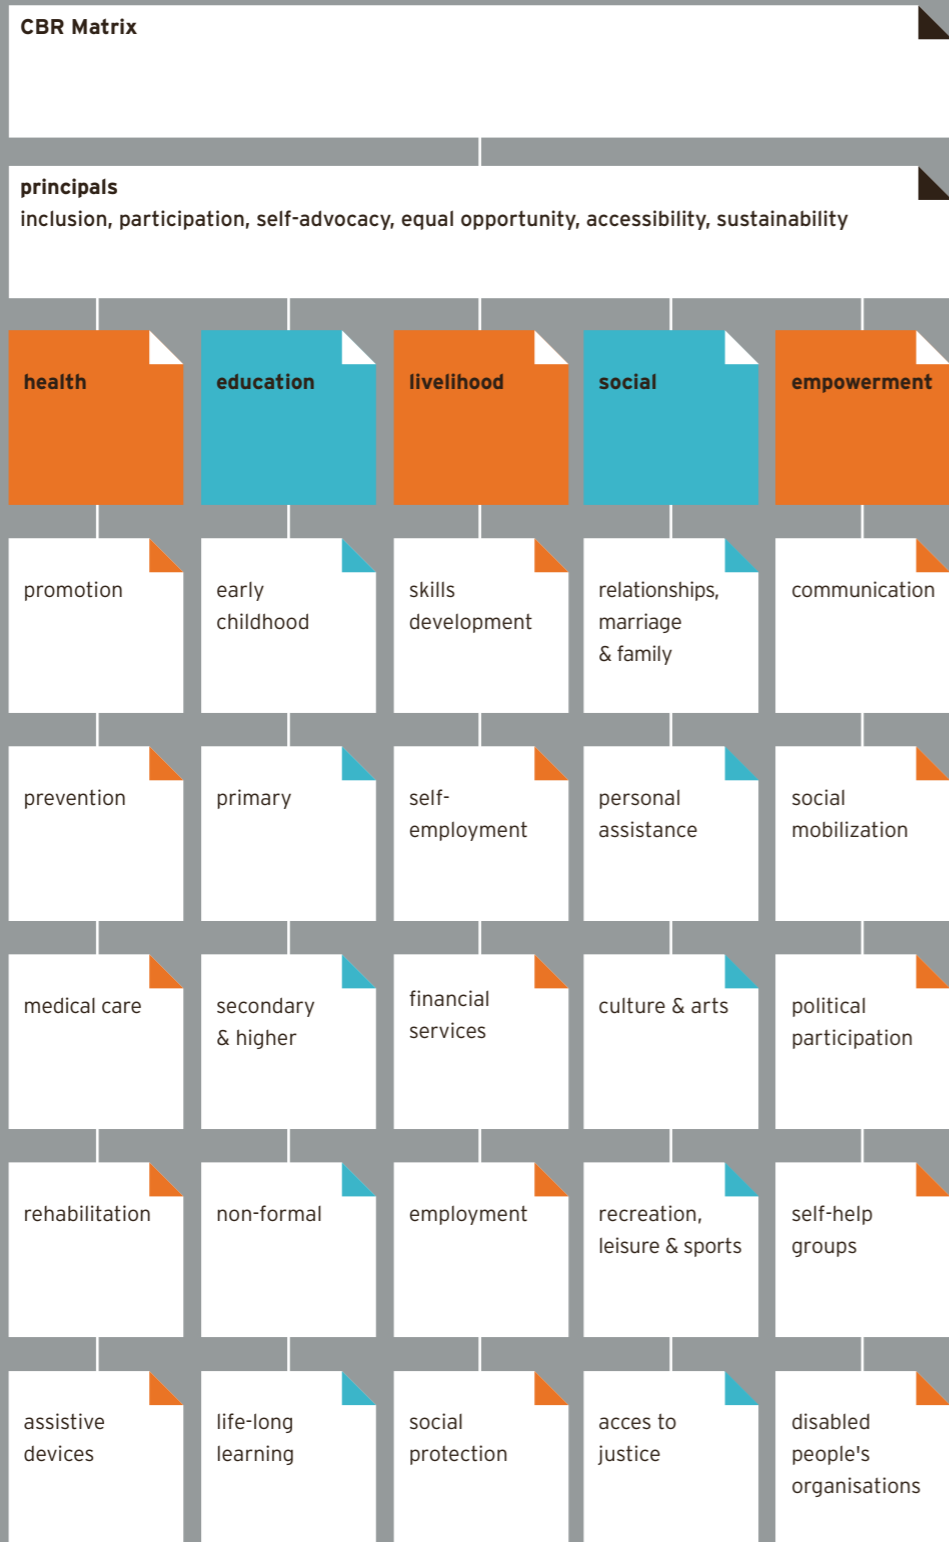 CBR Matrix
principals
inclusion, participation, self-advocacy, equal opportunity, accessibility, sustainability
health
education
livelihood
social
empowerment
promotion
early
childhood
skills
development
relationships,
marriage
& family
communication
prevention
primary
self-
employment
personal
assistance
social
mobilization
medical care
secondary
& higher
financial
services
culture & arts
political
participation
rehabilitation
non-formal
employment
recreation,
leisure & sports
self-help
groups
assistive
devices
life-long
learning
social
protection
acces to
justice
disabled
people's
organisations